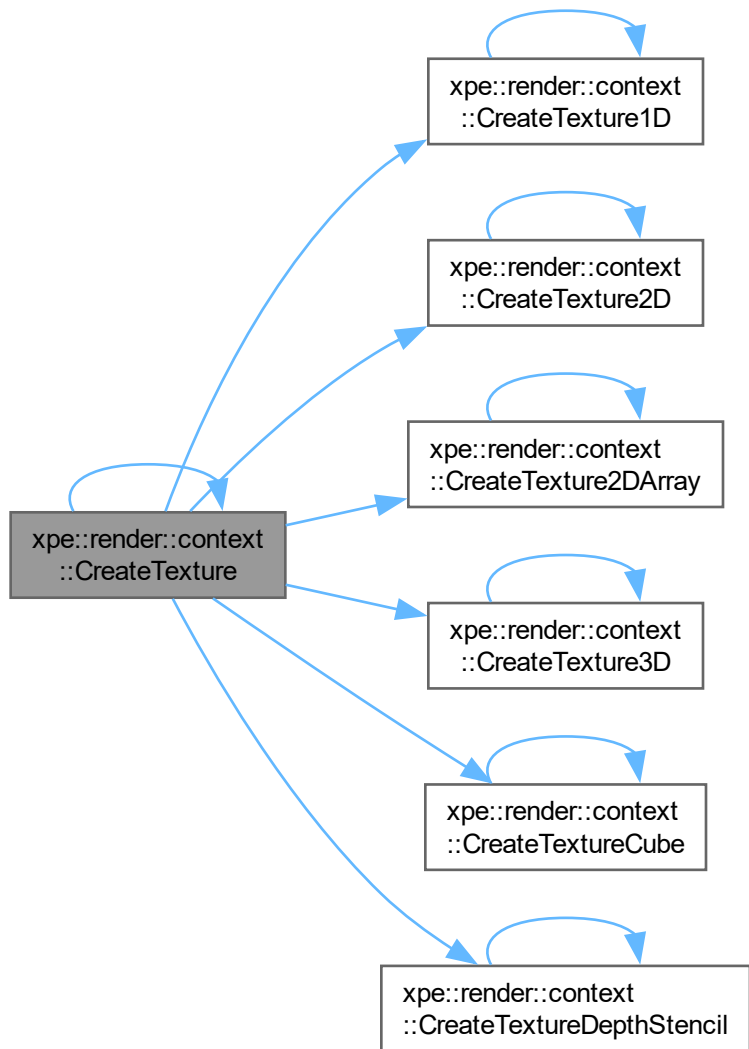 xpe::render::context
::CreateTexture1D
xpe::render::context
::CreateTexture2D
xpe::render::context
::CreateTexture2DArray
xpe::render::context
::CreateTexture
xpe::render::context
::CreateTexture3D
xpe::render::context
::CreateTextureCube
xpe::render::context
::CreateTextureDepthStencil